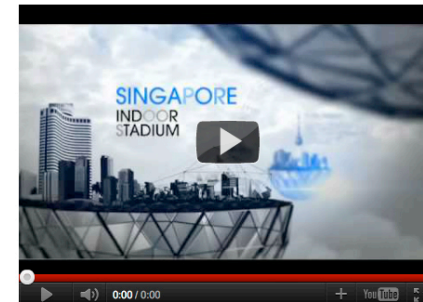 SINGAPORE
INDOOR
STADIUM
0:00 / 0:00
YouTube